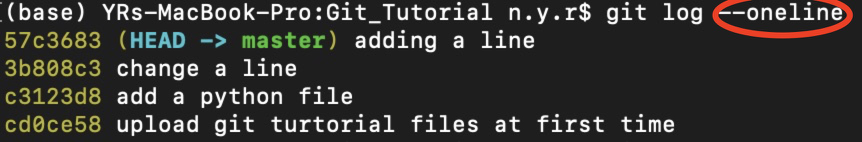 (base) YRs-MacBook-Pro:Git_Tutorial n.y.r$ git log --oneline
57c3683 (HEAD -> master) adding a line
3b808c3 change a line
c3123d8 add a python file
cd0ce58 upload git turtorial files at first time